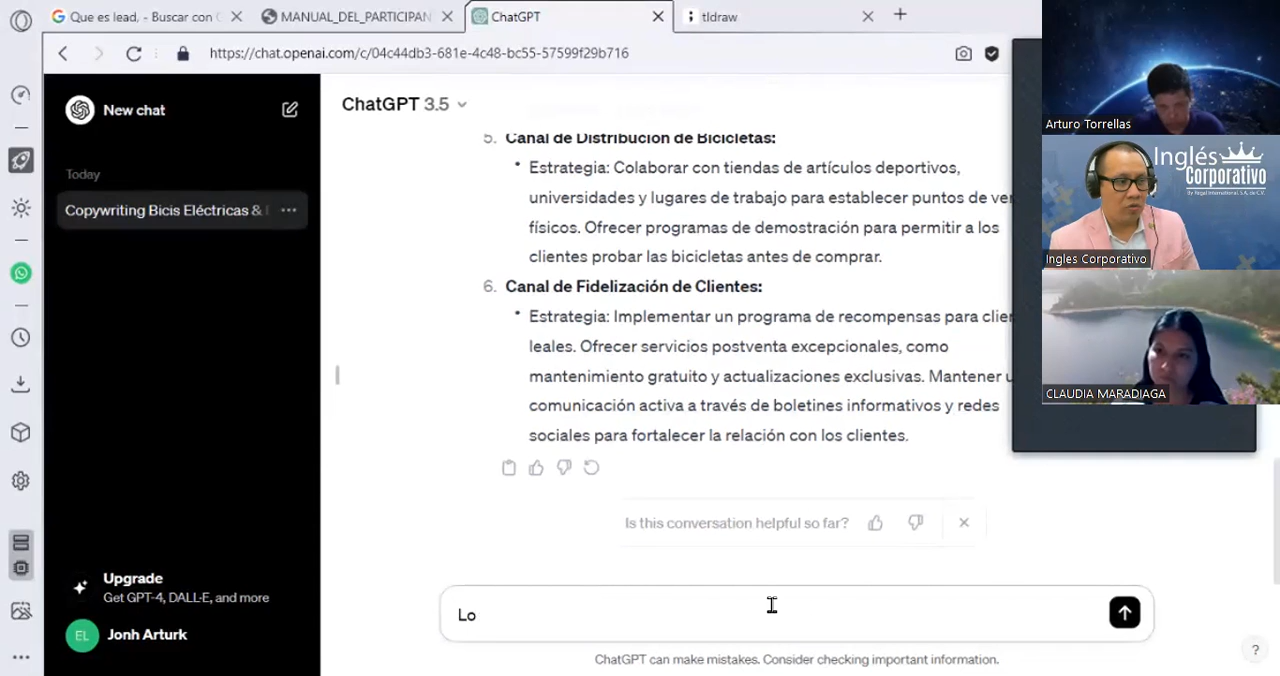 Que es lead, - Buscar con
MANUAL_DEL_PARTICIPAN
ChatGPT
tldraw
https://chat.openai.com/c/04c44db3-681e-4c48-bc55-57599f29b716
New chat
Today
Copywriting Bicis Eléctricas &
Upgrade
Get GPT-4, DALL·E, and more
EL
Jonh Arturk
ChatGPT 3.5
5. Canal de Distribución de Bicicletas:
Estrategia: Colaborar con tiendas de artículos deportivos,
universidades y lugares de trabajo para establecer puntos de ve
físicos. Ofrecer programas de demostración para permitir a los
clientes probar las bicicletas antes de comprar.
6. Canal de Fidelización de Clientes:
Estrategia: Implementar un programa de recompensas para clie
leales. Ofrecer servicios postventa excepcionales, como
mantenimiento gratuito y actualizaciones exclusivas. Mantener
comunicación activa a través de boletines informativos y redes
sociales para fortalecer la relación con los clientes.
Is this conversation helpful so far?
Lo
ChatGPT can make mistakes. Consider checking important information.
?
Arturo Torrellas
Inglés
Corporativo
By Regal International, S.A. de C.V.
Ingles Corporativo
CLAUDIA MARADIAGA